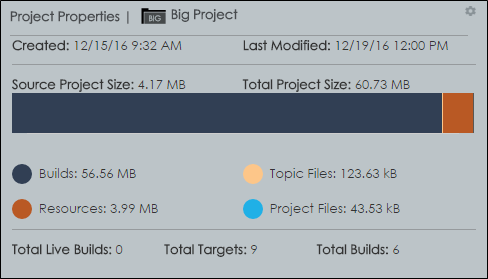 Project Properties | BIG Big Project
Created: 12/15/16 9:32 AM Last Modified: 12/19/16 12:00 PM
Source Project Size: 4.17 MB Total Project Size: 60.73 MB
Builds: 56.56 MB Topic Files: 123.63 kB
Resources: 3.99 MB Project Files: 43.53 kB
Total Live Builds: 0 Total Targets: 9 Total Builds: 6